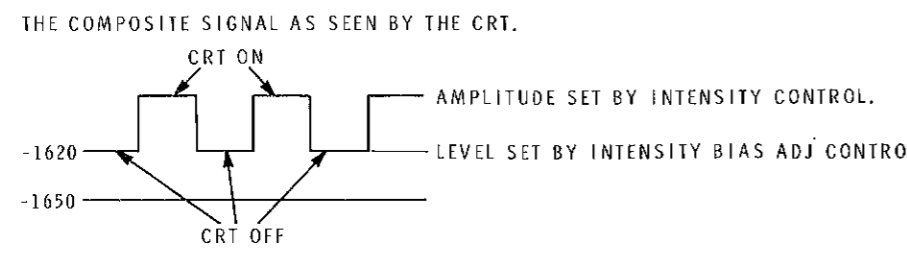 THE COMPOSITE SIGNAL AS SEEN BY THE CRT.
CRT ON
AMPLITUDE SET BY INTENSITY CONTROL.
-1620
LEVEL SET BY INTENSITY BIAS ADJ CONTRO
-1650
CRT OFF